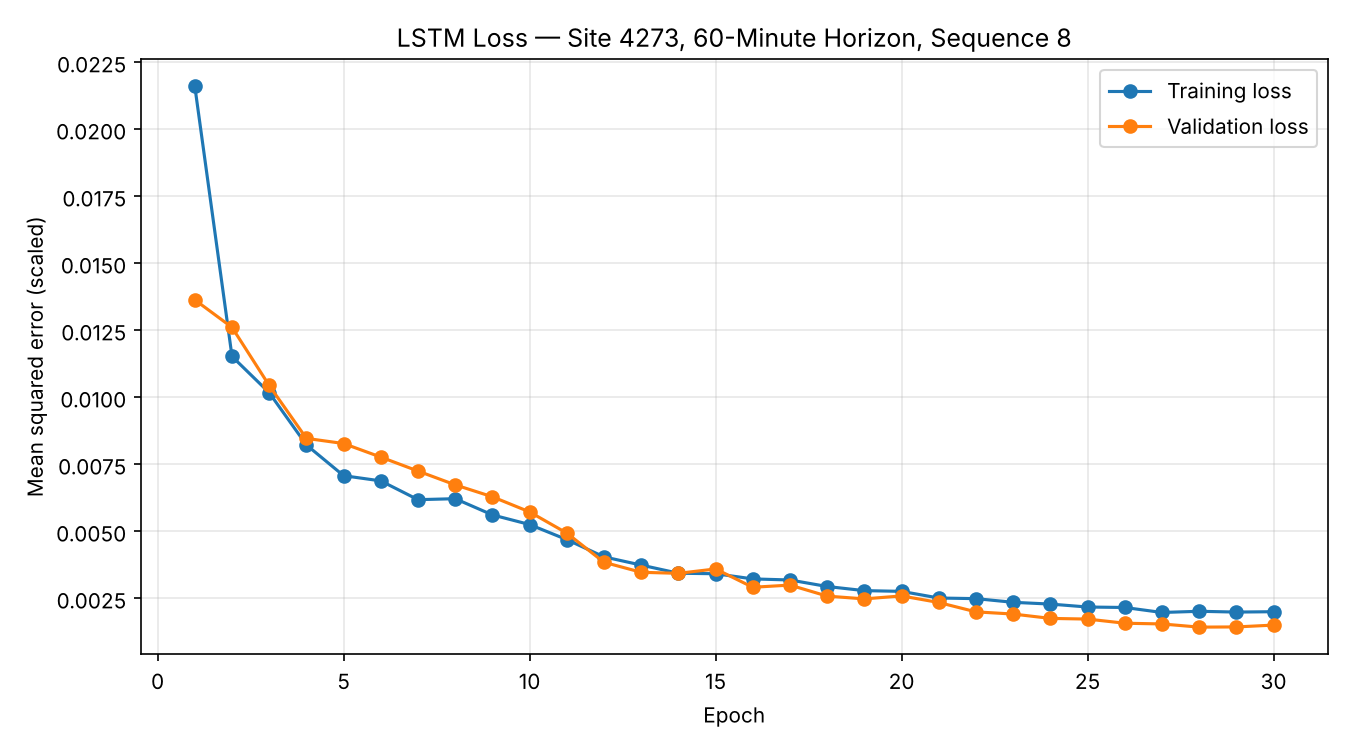 LSTM Loss — Site 4273, 60-Minute Horizon, Sequence 8
Training loss
Validation loss
Mean squared error (scaled)
0.0225
0.0200
0.0175
0.0150
0.0125
0.0100
0.0075
0.0050
0.0025
0 5 10 15 20 25 30
Epoch